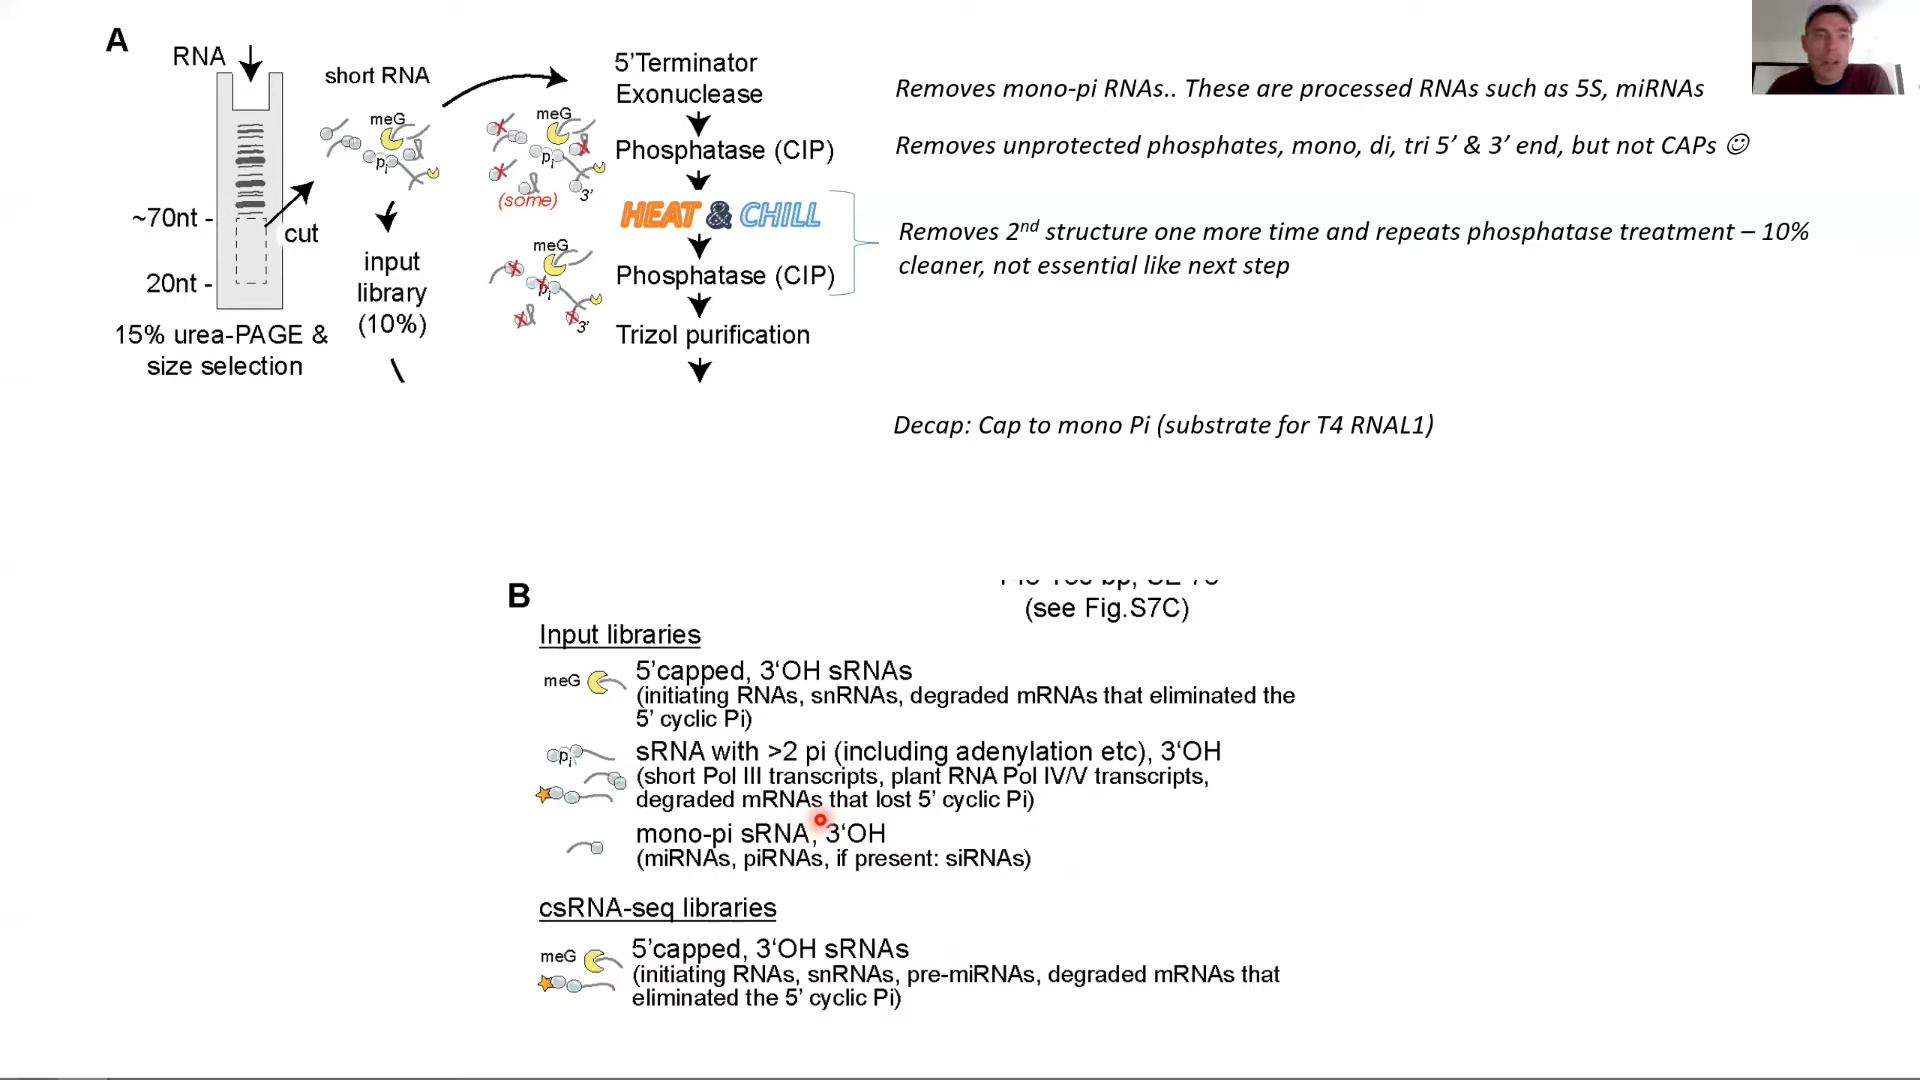 A
RNA
short RNA
meG
pi
~70nt -
cut
20nt -
15% urea-PAGE &
size selection
input
library
(10%)
5'Terminator
Exonuclease
meG
pi
(some)
3'
Phosphatase (CIP)
HEAT & CHILL
meG
pi
3'
Phosphatase (CIP)
Trizol purification
Removes mono-pi RNAs.. These are processed RNAs such as 5S, miRNAs
Removes unprotected phosphates, mono, di, tri 5' & 3' end, but not CAPs ☺
Removes 2nd structure one more time and repeats phosphatase treatment – 10%
cleaner, not essential like next step
Decap: Cap to mono Pi (substrate for T4 RNAL1)
(see Fig.S7C)
B
Input libraries
meG
5'capped, 3'OH sRNAs
(initiating RNAs, snRNAs, degraded mRNAs that eliminated the
5' cyclic Pi)
pi
sRNA with >2 pi (including adenylation etc), 3'OH
(short Pol III transcripts, plant RNA Pol IV/V transcripts,
degraded mRNAs that lost 5' cyclic Pi)
mono-pi sRNA, 3'OH
(miRNAs, piRNAs, if present: siRNAs)
csRNA-seq libraries
meG
5'capped, 3'OH sRNAs
(initiating RNAs, snRNAs, pre-miRNAs, degraded mRNAs that
eliminated the 5' cyclic Pi)